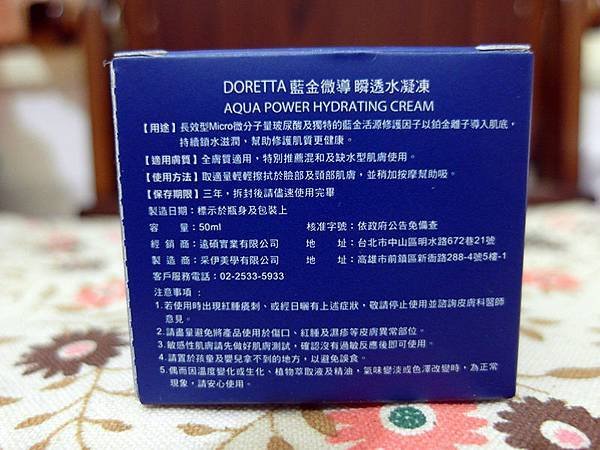 DORETTA 藍金微導 瞬透水凝凍
AQUA POWER HYDRATING CREAM
【用途】長效型Micro微分子量玻尿酸及獨特的藍金活源修護因子以鉑金離子導入肌底,
持續鎖水滋潤,幫助修護肌質更健康。
【適用膚質】全膚質適用,特別推薦混和及缺水型肌膚使用。
【使用方法】取適量輕輕擦拭於臉部及頸部肌膚,並稍加按摩幫助吸。
【保存期限】三年,拆封後請儘速使用完畢
製造日期:標示於瓶身及包裝上
容 量:50ml 核准字號:依政府公告免備查
經 銷 商:遠碩實業有限公司 地 址:台北市中山區明水路672巷21號
製 造 商:采伊美學有限公司 地 址:高雄市前鎮區新衙路288-4號5樓-1
客戶服務電話:02-2533-5933
注意事項:
1.若使用時出現紅腫癢刺、或經日曬有上述症狀,敬請停止使用並諮詢皮膚科醫師
意見。
2.請盡量避免將產品使用於傷口、紅腫及濕疹等皮膚異常部位。
3.敏感性肌膚請先做好肌膚測試,確認沒有過敏反應後即可使用。
4.請置於孩童及嬰兒拿不到的地方,以避免誤食。
5.偶而因溫度變化或生化、植物萃取液及精油,氣味變淡或色澤改變時,為正常
現象,請安心使用。